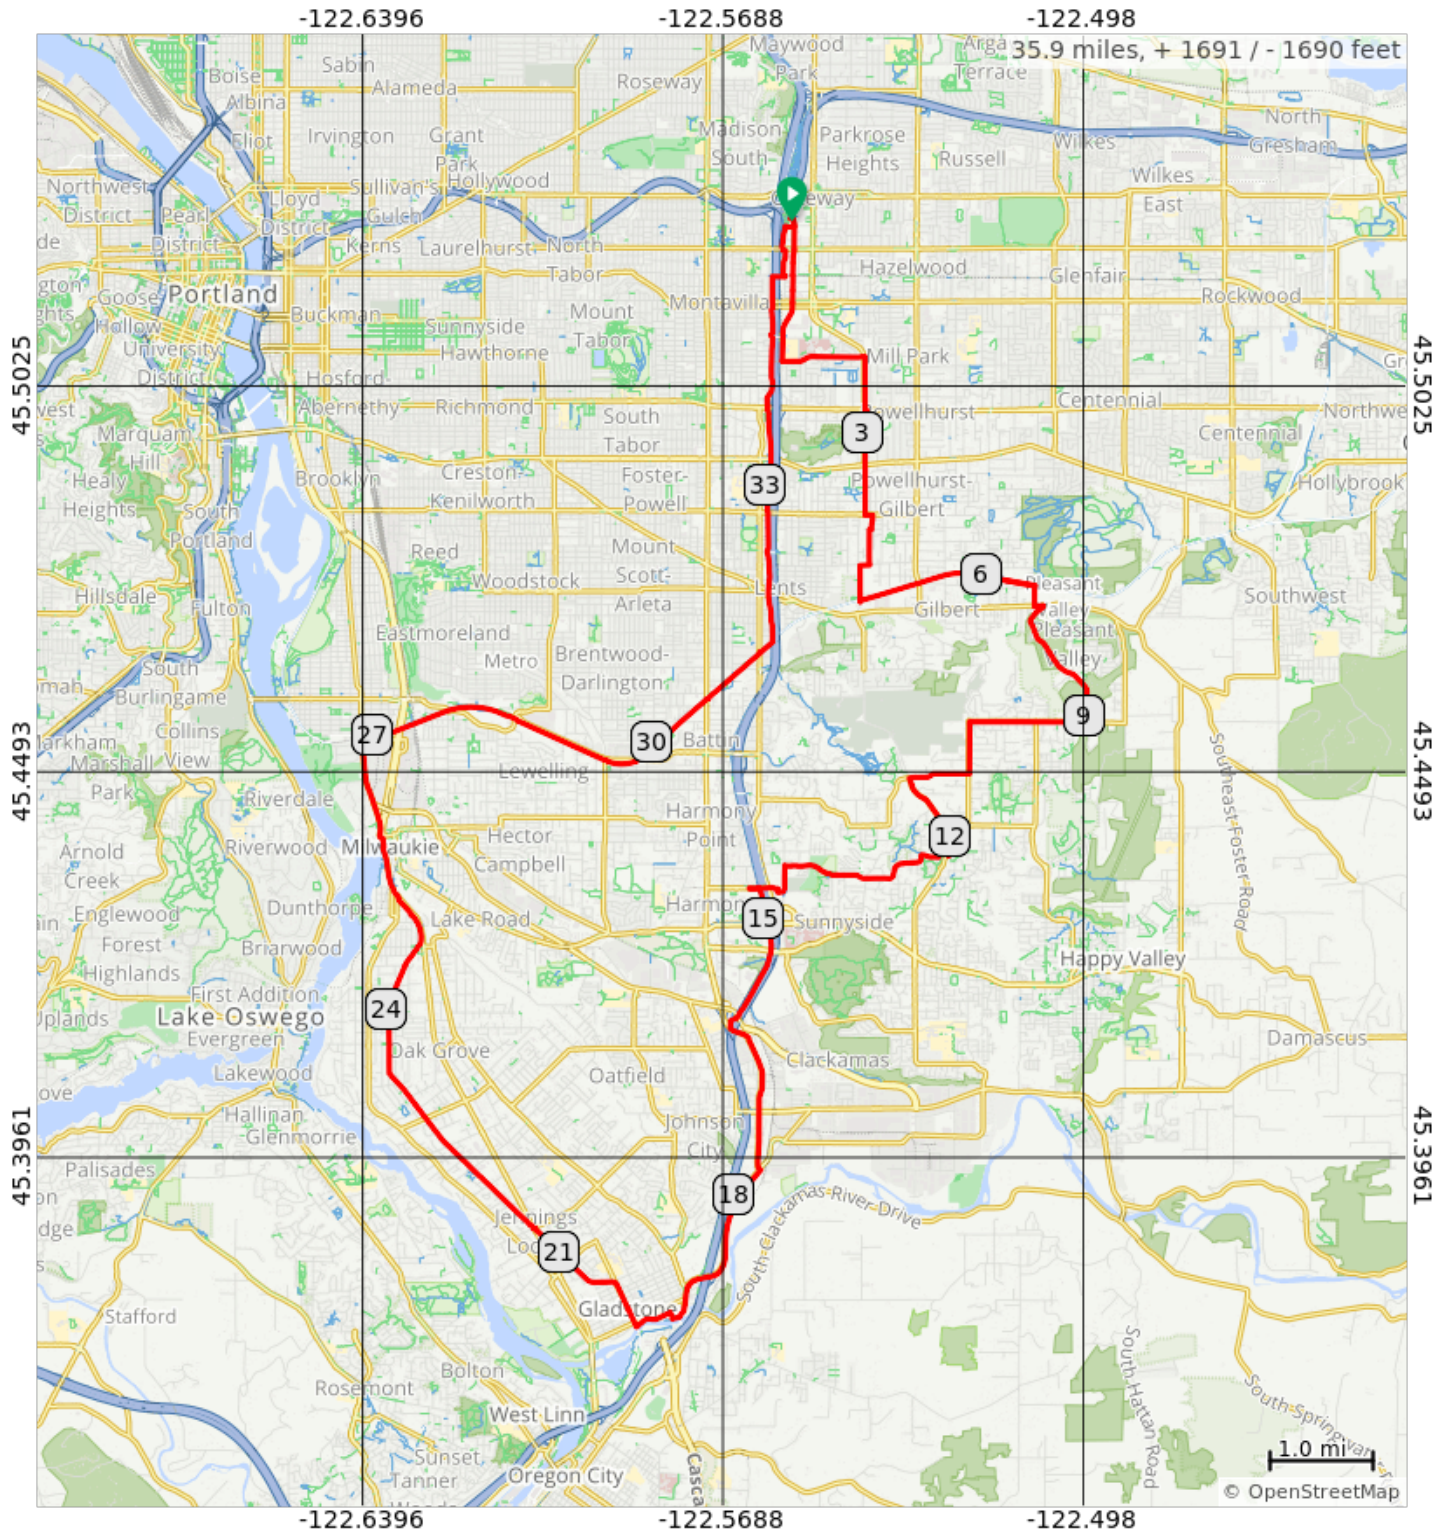 -122.6396
-122.5688
-122.498
35.9 miles, + 1691 / - 1690 feet
Maywood
Park
Terrace
Sabin
Boise
Alameda
Roseway
Albina
Eliot
Irvington
Grant
Park
Madison
South
Parkrose
Heights
Russell
Wilkes
North
Gresham
Northwest
District
Pearl
District
Lloyd
District
Sullivan's
Gulch
Hollywood
Wilkes
East
Kerns
Laurelhurst
North
Tabor
Hazelwood
Glenfair
Goose
Hollow
Portland
Buckman
Sunnyside
Hawthorne
Mount
Tabor
Montavilla
Rockwood
University
District
Mill Park
45.5025
45.5025
Hosford-
Abernethy
Richmond
South
Tabor
Centennial
Marquam
Hill
3
Centennial
Healy
Heights
Brooklyn
Creston-
Kenilworth
Foster-
Powell
33
Powellhurst-
Gilbert
Hollybrook
South
Portland
Reed
Woodstock
Mount
Scott-
Arleta
Lents
6
Pleasant
Valley
Hillsdale
Fulton
Gilbert
Southwest
Eastmoreland
Pleasant
Valley
Metro
Brentwood-
Darlington
South
Burlingame
27
30
9
Collins
View
Battin
Marshall
Park
Lewelling
45.4493
45.4493
Southeast Foster Road
Riverdale
Harmony
Point
Hector
Campbell
12
Riverwood
Milwaukie
Arnold
Creek
Englewood
Forest
Highlands
Dunthorpe
Lake Road
15
Sunnyside
Briarwood
Happy Valley
First Addition
Lake Oswego
Evergreen
24
Damascus
Oak Grove
Clackamas
Lakewood
Oatfield
Hallinan
Glenmorrie
Johnson
City
45.3961
45.3961
Palisades
18
South Clackamas River Drive
Jennings
21
Gladstone
Stafford
Bolton
Rosemont
West Linn
South Hattan Road
Sunset
Tanner
Oregon City
1.0 mi
© OpenStreetMap
-122.6396
-122.5688
-122.498